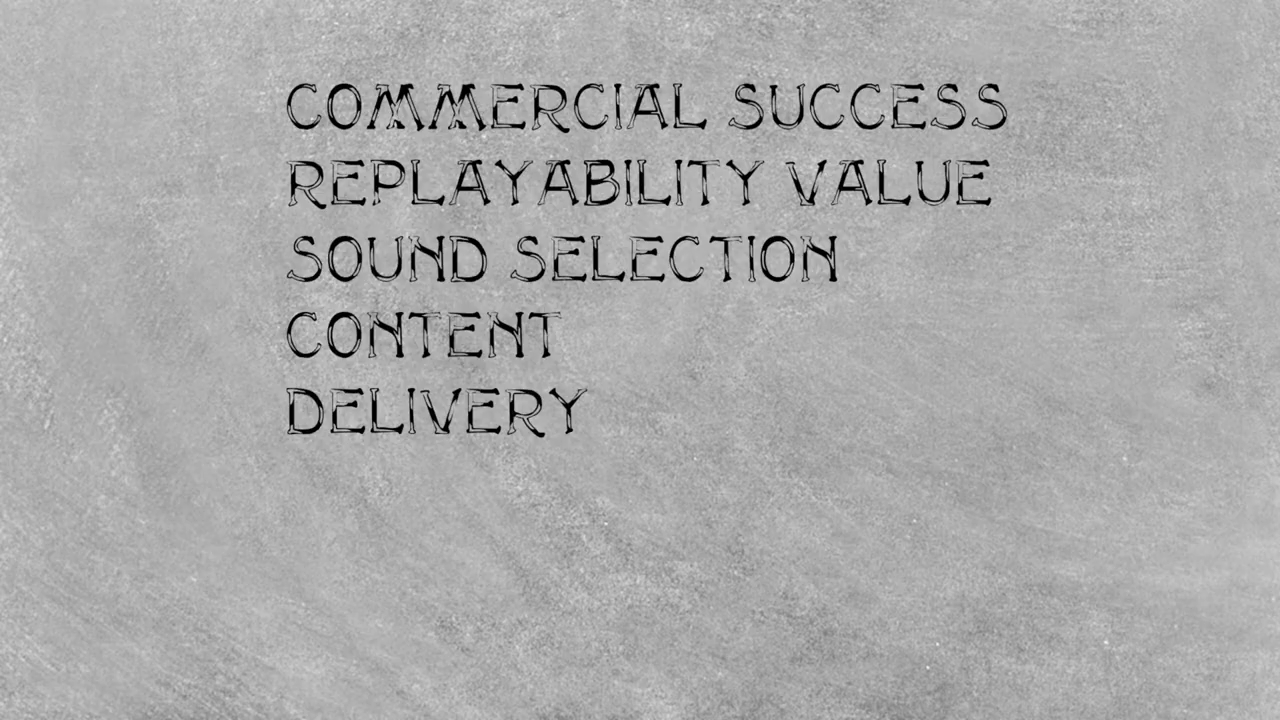 COMMERCIAL SUCCESS
REPLAYABILITY VALUE
SOUND SELECTION
CONTENT
DELIVERY